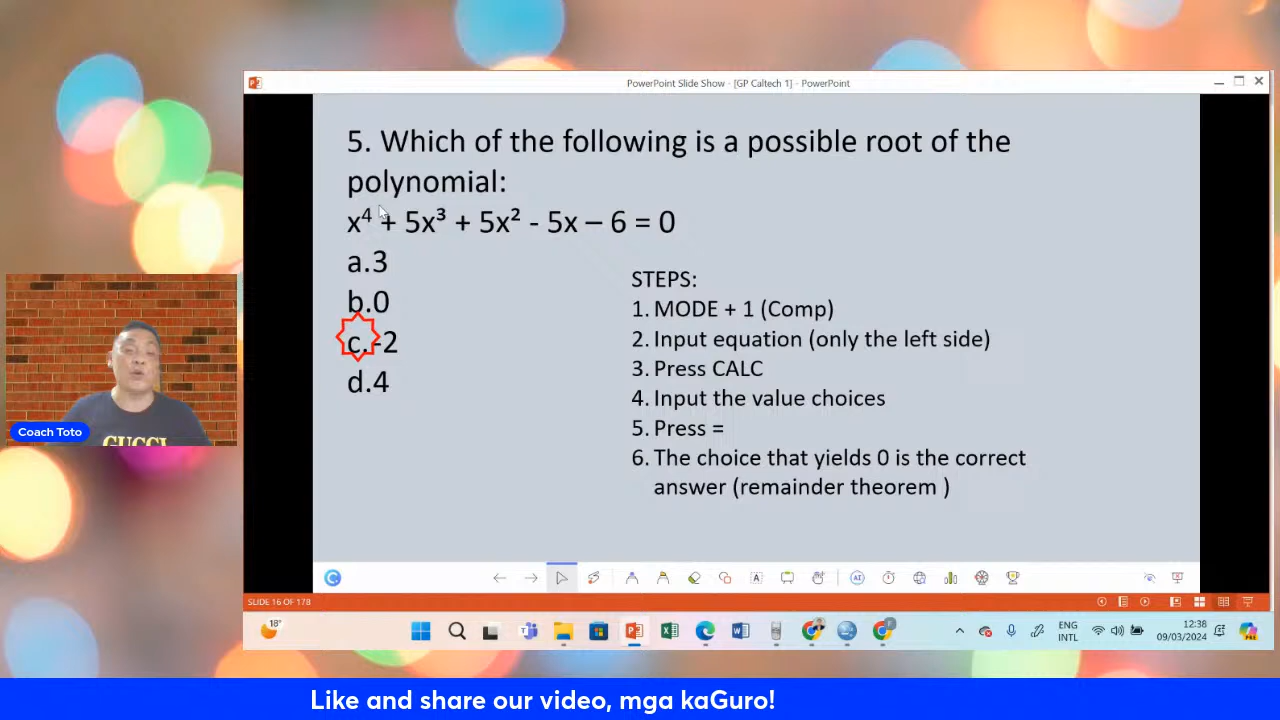 PowerPoint Slide Show - [GP Caltech 1] - PowerPoint
5. Which of the following is a possible root of the
polynomial:
x⁴ + 5x³ + 5x² - 5x – 6 = 0
a.3
b.0
c.-2
d.4
STEPS:
1. MODE + 1 (Comp)
2. Input equation (only the left side)
3. Press CALC
4. Input the value choices
5. Press =
6. The choice that yields 0 is the correct
answer (remainder theorem )
Coach Toto
GUCCI
SLIDE 16 OF 178
18°
ENG
INTL
12:38
09/03/2024
Like and share our video, mga kaGuro!